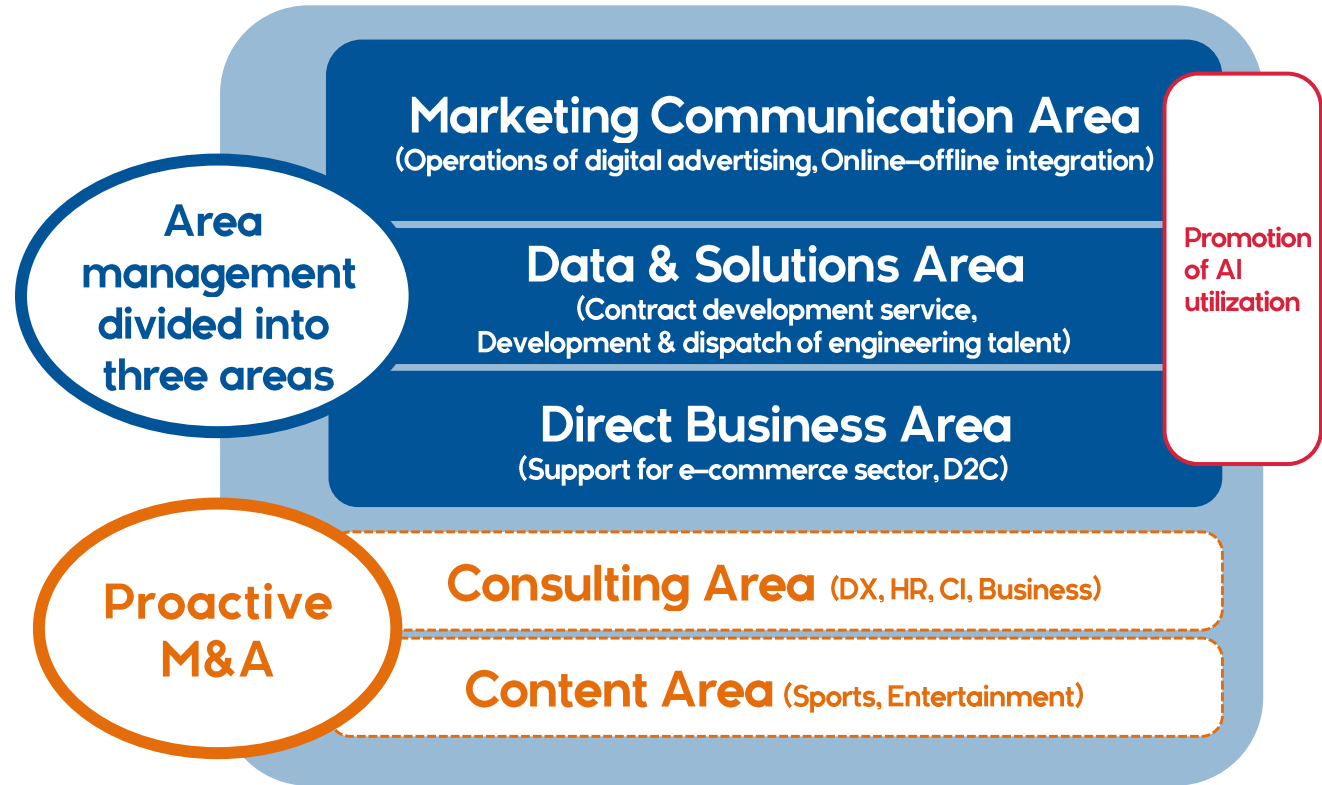 Marketing Communication Area
(Operations of digital advertising, Online–offline integration)
Area
management
divided into
three areas
Data & Solutions Area
(Contract development service,
Development & dispatch of engineering talent)
Promotion
of AI
utilization
Direct Business Area
(Support for e–commerce sector, D2C)
Proactive
M&A
Consulting Area (DX, HR, CI, Business)
Content Area (Sports, Entertainment)